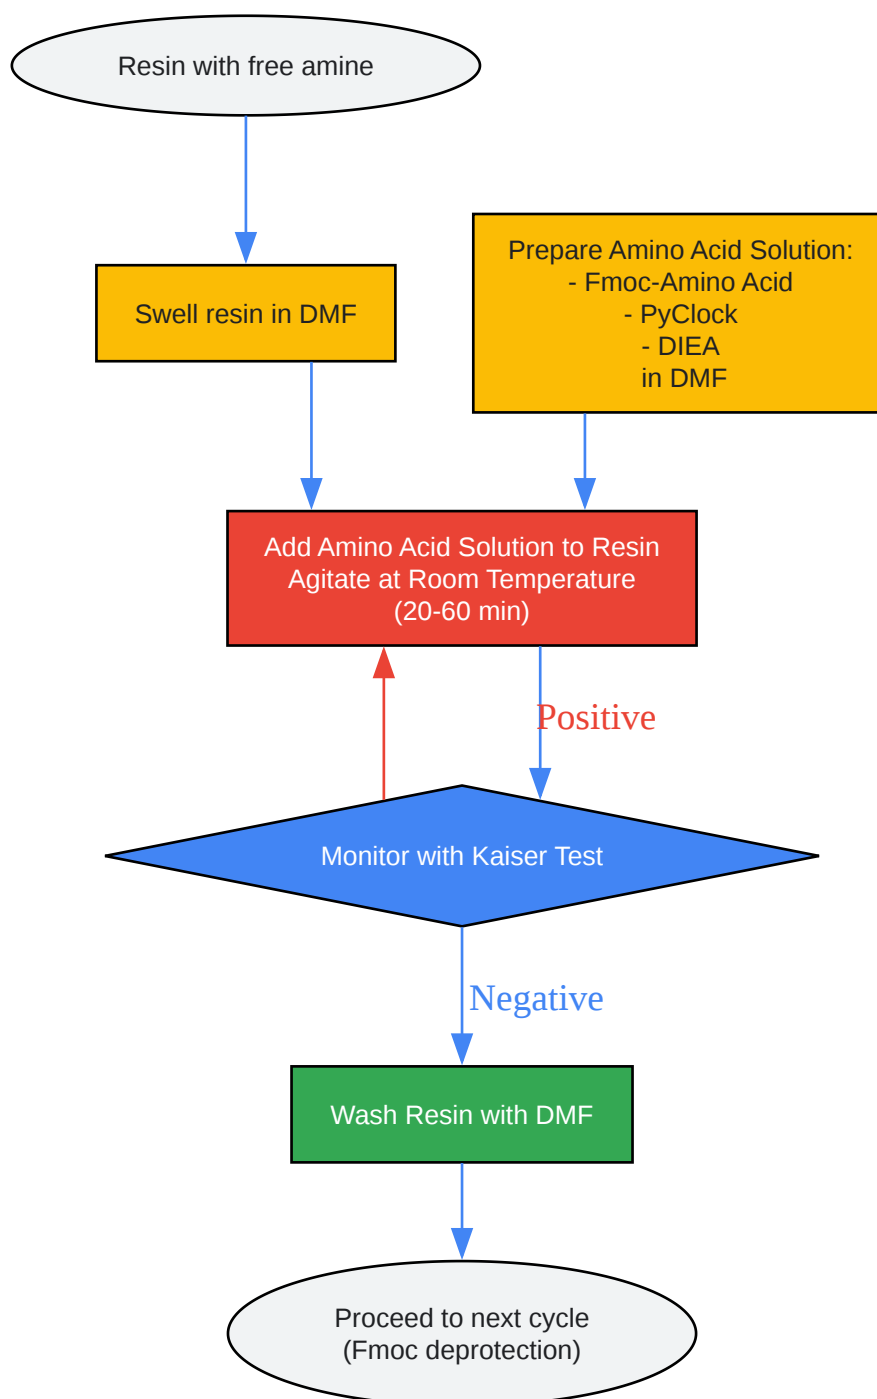 Resin with free amine
Swell resin in DMF
Prepare Amino Acid Solution:
- Fmoc-Amino Acid
- PyClock
- DIEA
in DMF
Add Amino Acid Solution to Resin
Agitate at Room Temperature
(20-60 min)
Positive
Monitor with Kaiser Test
Negative
Wash Resin with DMF
Proceed to next cycle
(Fmoc deprotection)